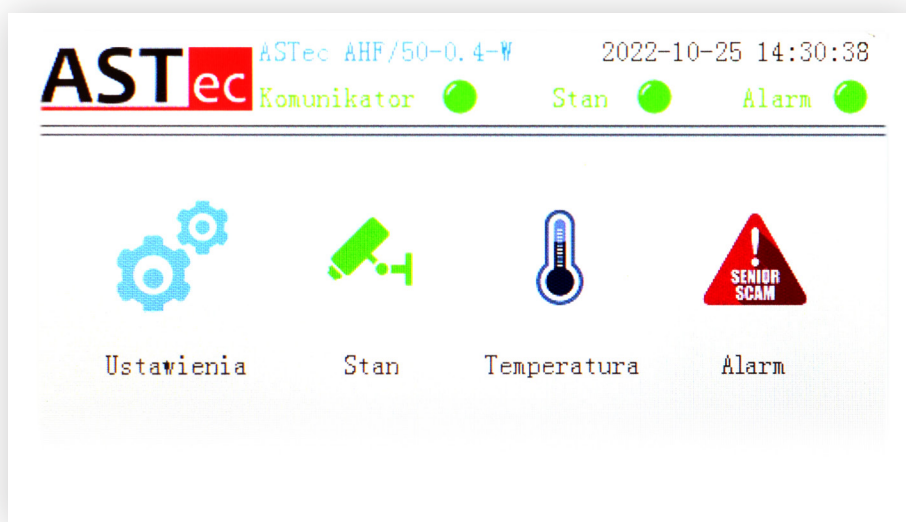 ASTec
ASTec AHF/50-0.4-W 2022-10-25 14:30:38
Komunikator Stan Alarm
SENIOR
SCAM
Ustawienia Stan Temperatura Alarm